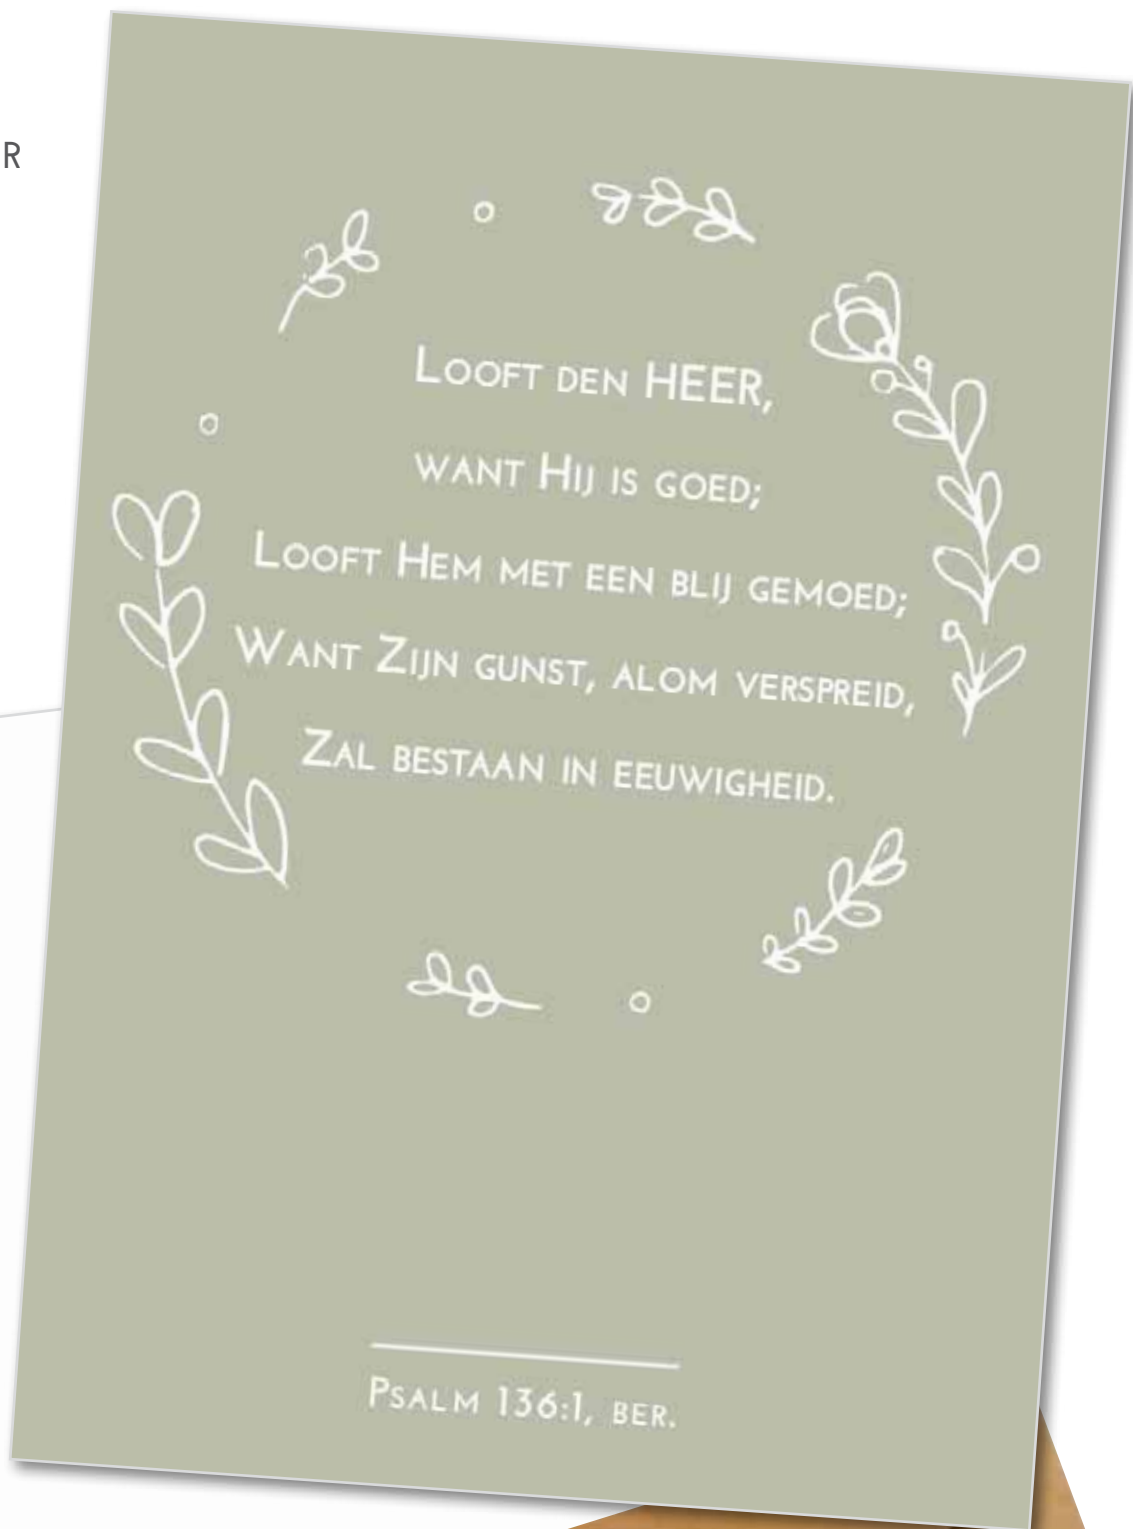 R
Looft den HEER,
want Hij is goed;
Looft Hem met een blij gemoed;
Want Zijn gunst, alom verspreid,
Zal bestaan in eeuwigheid.
Psalm 136:1, ber.